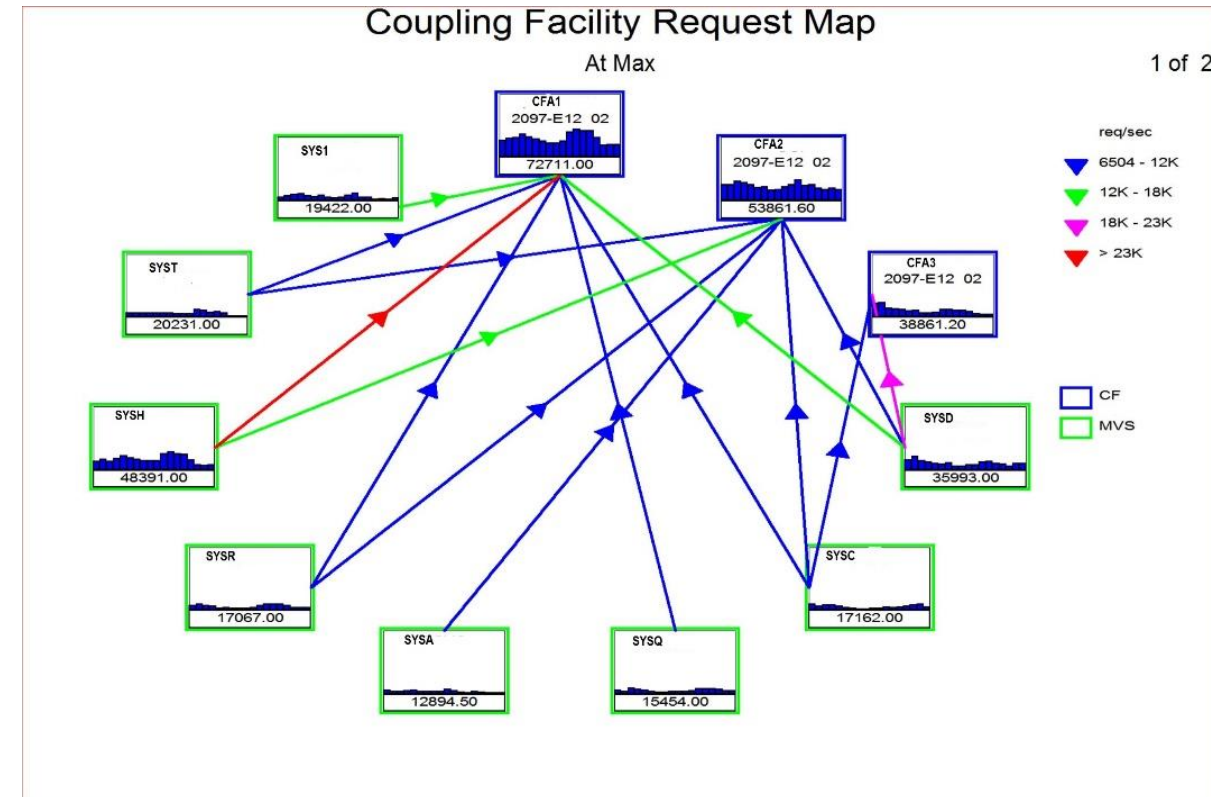 Coupling Facility Request Map
At Max
1 of 2
CFA1
2097-E12 02
72711.00
SYS1
19422.00
CFA2
2097-E12 02
53861.60
req/sec
6504 - 12K
12K - 18K
18K - 23K
> 23K
SYST
20231.00
CFA3
2097-E12 02
38861.20
SYSH
48391.00
SYSD
35993.00
CF
MVS
SYSR
17067.00
SYSC
17162.00
SYSA
12894.50
SYSQ
15454.00